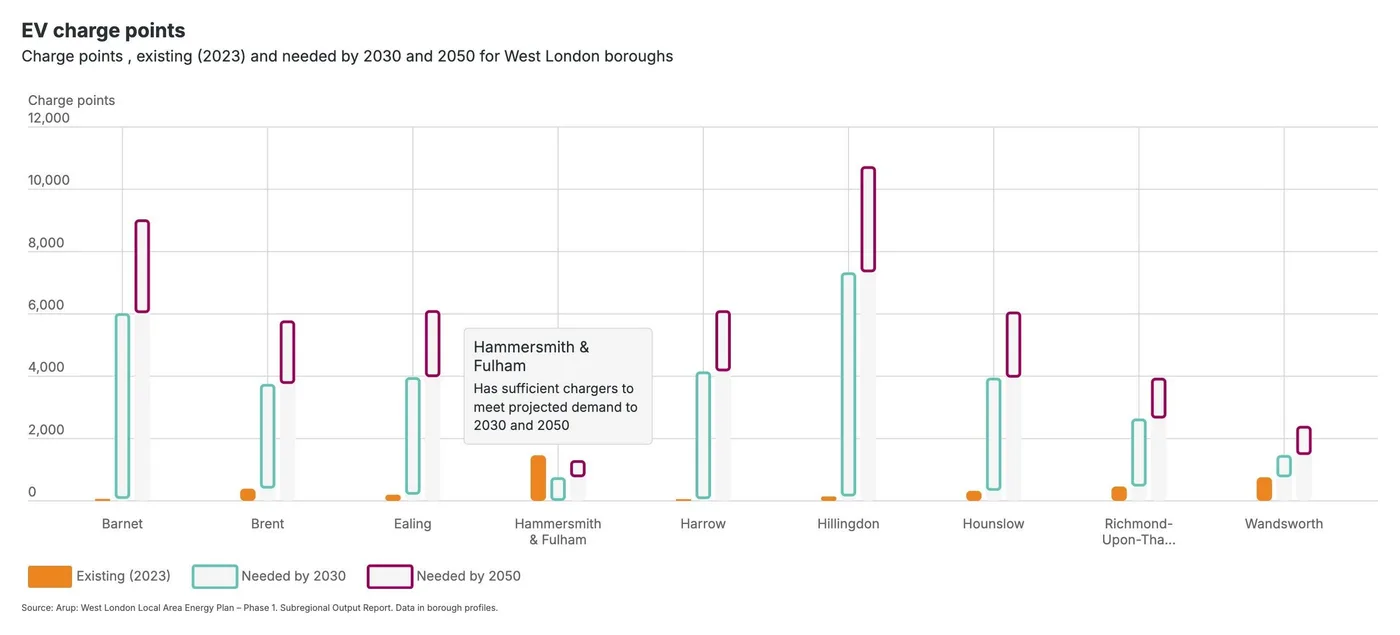 EV charge points
Charge points , existing (2023) and needed by 2030 and 2050 for West London boroughs
Charge points
12,000
10,000
8,000
6,000
4,000
2,000
0
Hammersmith &
Fulham
Has sufficient chargers to
meet projected demand to
2030 and 2050
Barnet
Brent
Ealing
Hammersmith
& Fulham
Harrow
Hillingdon
Hounslow
Richmond-
Upon-Tha...
Wandsworth
Existing (2023)
Needed by 2030
Needed by 2050
Source: Arup: West London Local Area Energy Plan – Phase 1. Subregional Output Report. Data in borough profiles.